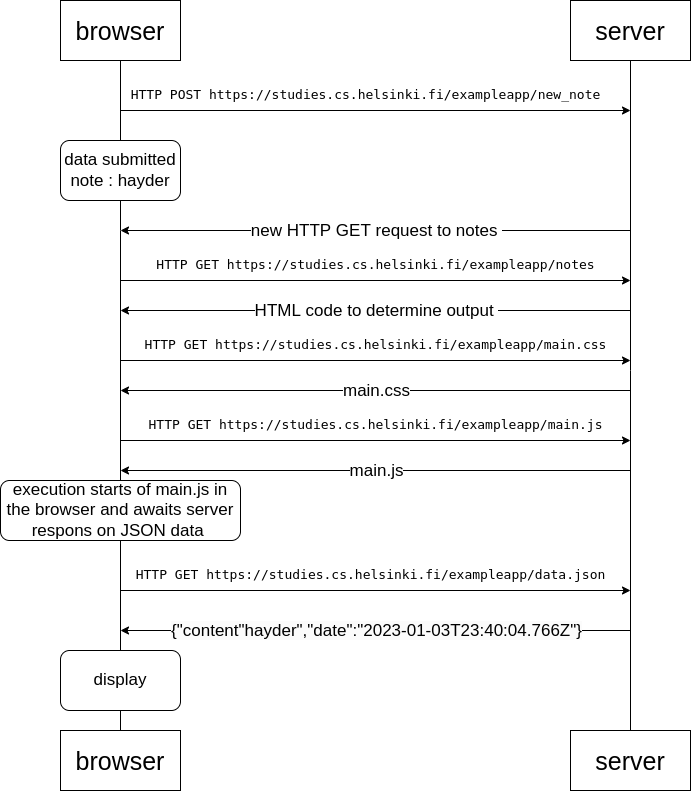 browser
server
HTTP POST https://studies.cs.helsinki.fi/exampleapp/new_note
data submitted
note : hayder
new HTTP GET request to notes
HTTP GET https://studies.cs.helsinki.fi/exampleapp/notes
HTML code to determine output
HTTP GET https://studies.cs.helsinki.fi/exampleapp/main.css
main.css
HTTP GET https://studies.cs.helsinki.fi/exampleapp/main.js
main.js
execution starts of main.js in
the browser and awaits server
respons on JSON data
HTTP GET https://studies.cs.helsinki.fi/exampleapp/data.json
{"content"hayder","date":"2023-01-03T23:40:04.766Z"}
display
browser
server